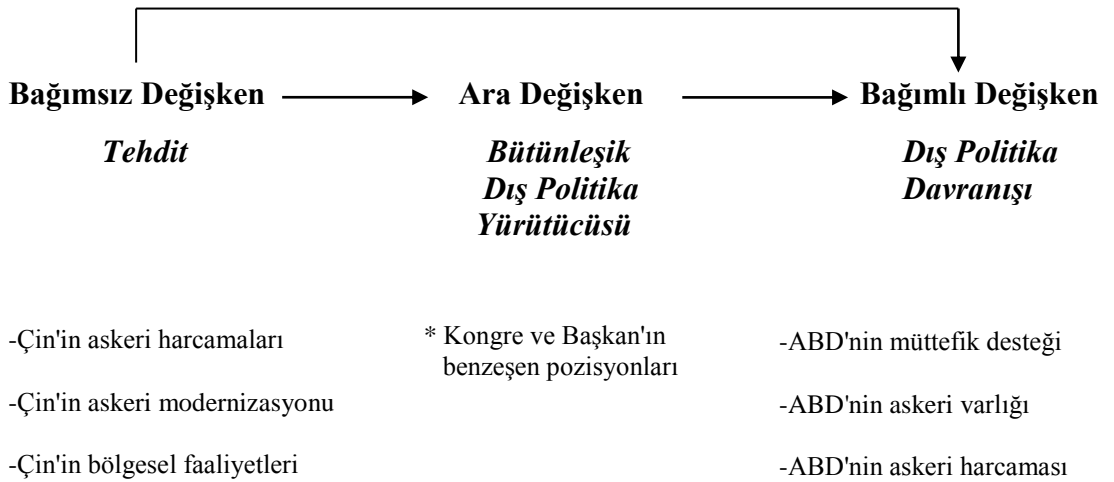 Bağımsız Değişken
Ara Değişken
Bağımlı Değişken
Tehdit
Bütünleşik
Dış Politika
Yürütücüsü
Dış Politika
Davranışı
-Çin'in askeri harcamaları
-Çin'in askeri modernizasyonu
-Çin'in bölgesel faaliyetleri
* Kongre ve Başkan'ın
benzeşen pozisyonları
-ABD'nin müttefik desteği
-ABD'nin askeri varlığı
-ABD'nin askeri harcaması